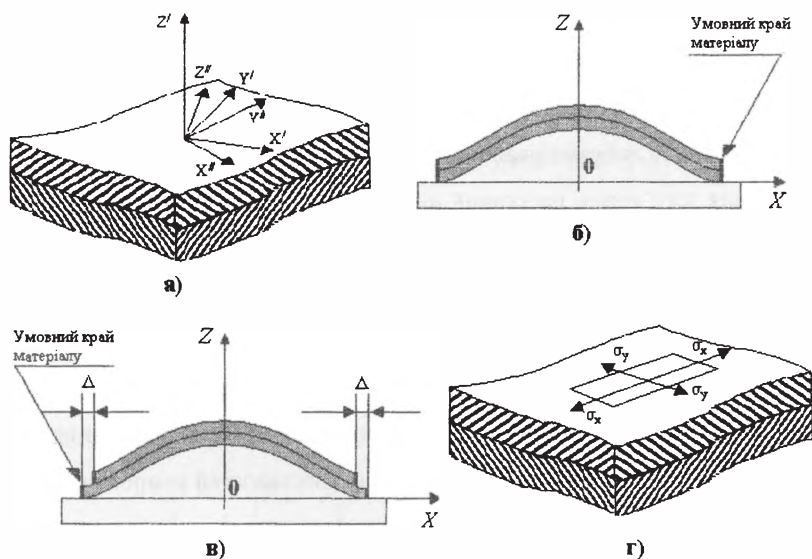 Z'
Z''
Y'
Y''
X'
X''
а)
Z
Умовний край
матеріалу
0
X
б)
Умовний край
матеріалу
Δ
Z
Δ
0
X
в)
σx
σy
σy
σx
г)